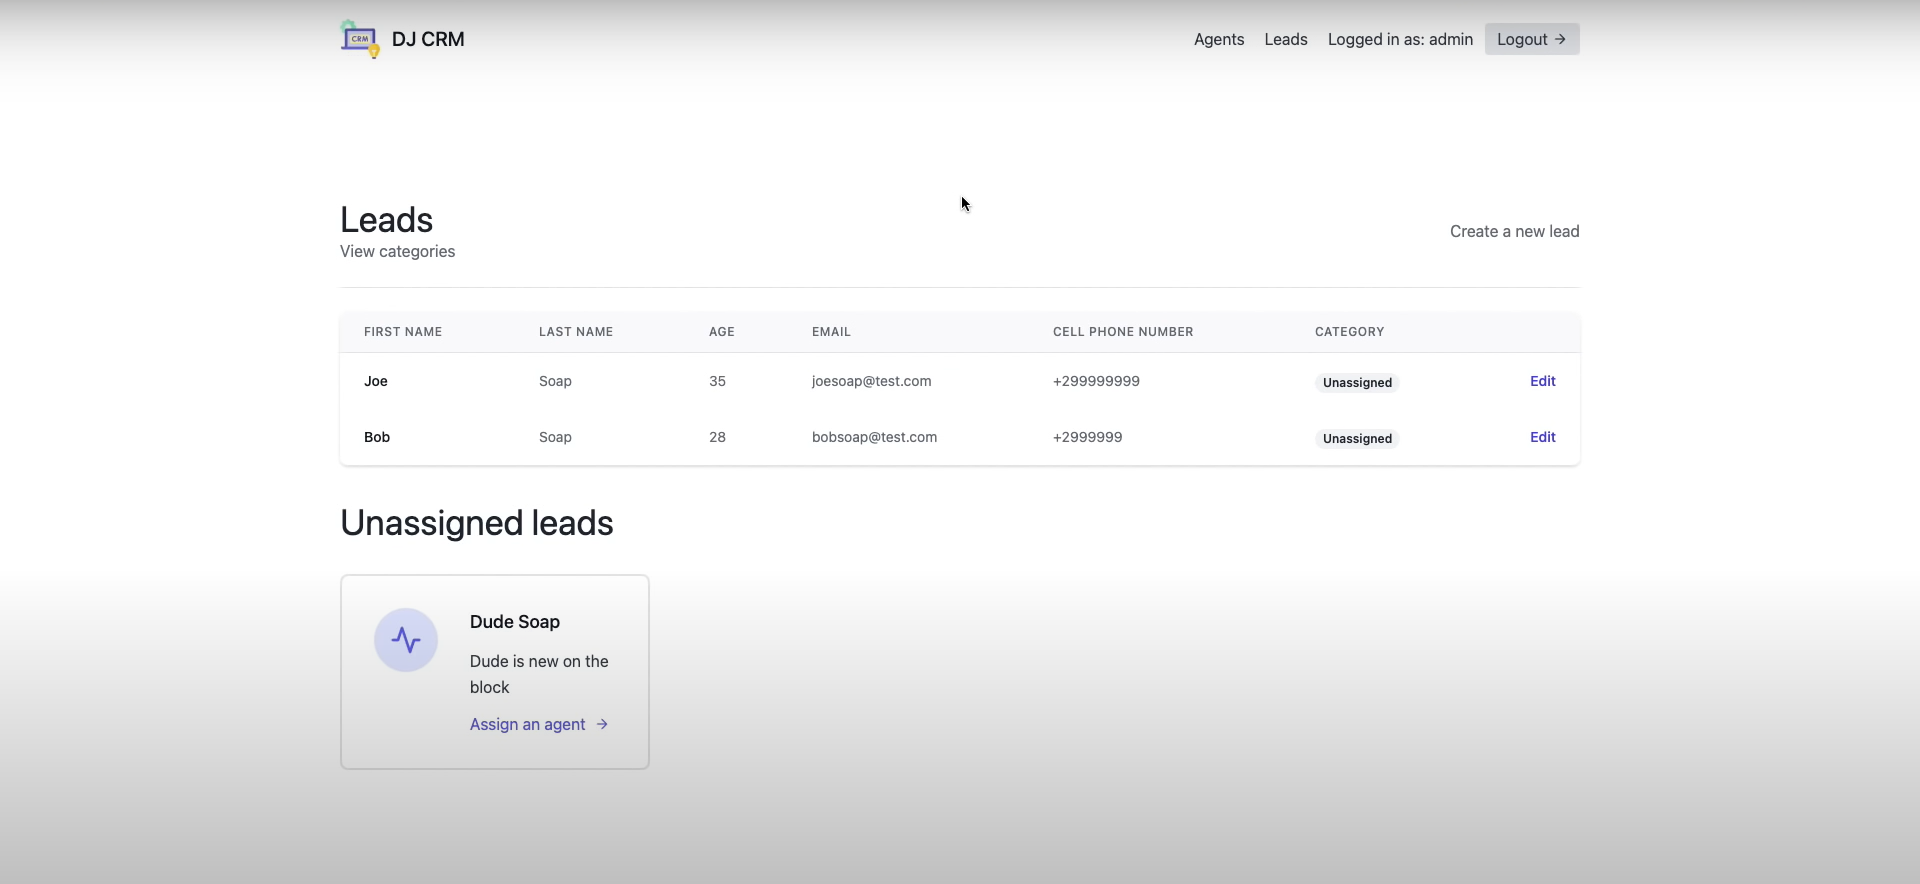 CRM DJ CRM Agents Leads Logged in as: admin Logout →
Leads
View categories
Create a new lead
FIRST NAME LAST NAME AGE EMAIL CELL PHONE NUMBER CATEGORY
Joe Soap 35 joesoap@test.com +299999999 Unassigned Edit
Bob Soap 28 bobsoap@test.com +2999999 Unassigned Edit
Unassigned leads
Dude Soap
Dude is new on the
block
Assign an agent →